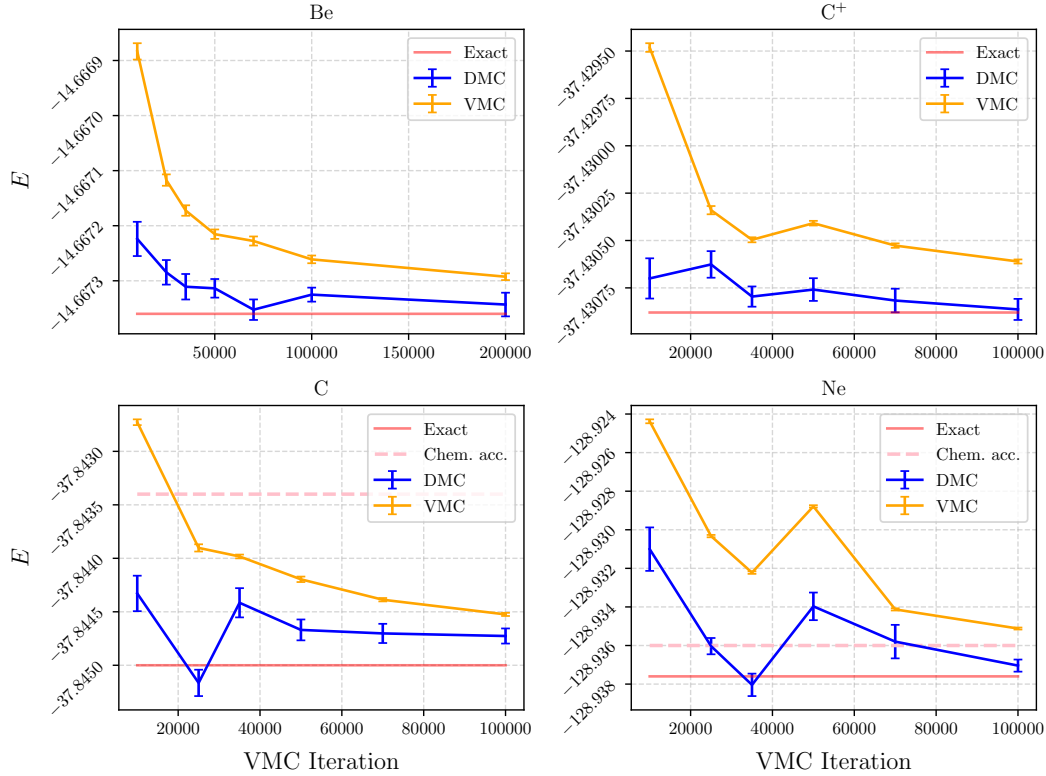 Be
E
−14.6669
−14.6670
−14.6671
−14.6672
−14.6673
50000
100000
150000
200000
Exact
DMC
VMC
C⁺
−37.42950
−37.42975
−37.43000
−37.43025
−37.43050
−37.43075
20000
40000
60000
80000
100000
Exact
DMC
VMC
C
E
−37.8430
−37.8435
−37.8440
−37.8445
−37.8450
20000
40000
60000
80000
100000
VMC Iteration
Exact
Chem. acc.
DMC
VMC
Ne
−128.924
−128.926
−128.928
−128.930
−128.932
−128.934
−128.936
−128.938
20000
40000
60000
80000
100000
VMC Iteration
Exact
Chem. acc.
DMC
VMC